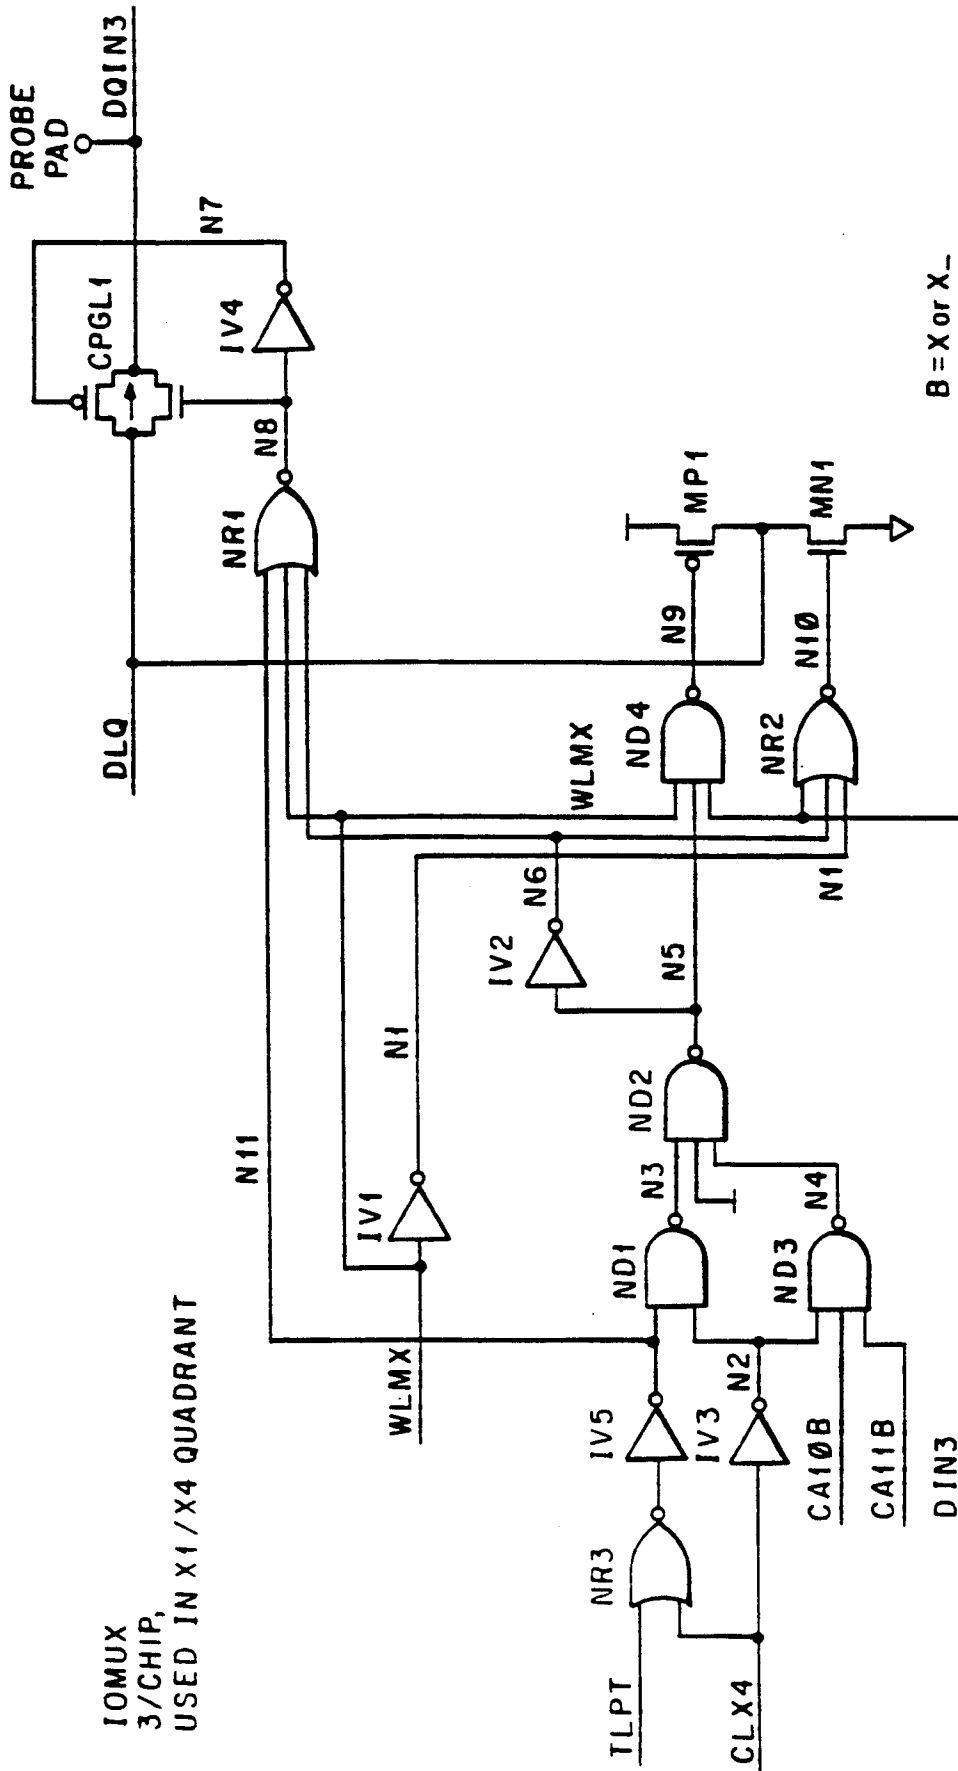 IOMUX
3/CHIP,
USED IN X1/X4 QUADRANT
PROBE
PAD
DQIN3
N7
CPGL1
IV4
N8
NR1
DLQ
N11
WLMX
IV1
N1
WLMX
IV2
N6
N1
TLPT
NR3
IV5
ND1
N3
ND2
N5
ND4
N9
MP1
CLX4
IV3
N2
ND3
N4
NR2
N1Ø
MN1
CA1ØB
CA11B
DIN3
B = X or X_